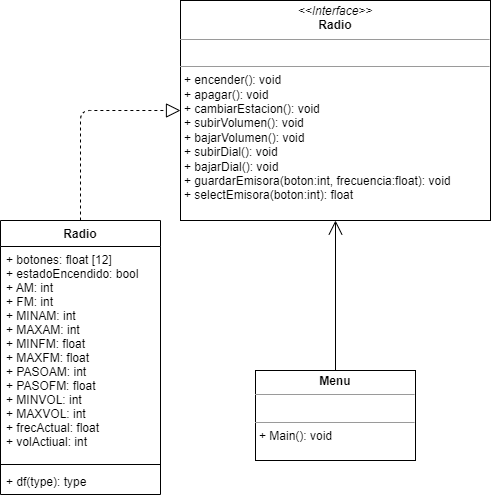 <<Interface>>
Radio
+ encender(): void
+ apagar(): void
+ cambiarEstacion(): void
+ subirVolumen(): void
+ bajarVolumen(): void
+ subirDial(): void
+ bajarDial(): void
+ guardarEmisora(boton:int, frecuencia:float): void
+ selectEmisora(boton:int): float
Radio
+ botones: float [12]
+ estadoEncendido: bool
+ AM: int
+ FM: int
+ MINAM: int
+ MAXAM: int
+ MINFM: float
+ MAXFM: float
+ PASOAM: int
+ PASOFM: float
+ MINVOL: int
+ MAXVOL: int
+ frecActual: float
+ volActiual: int
+ df(type): type
Menu
+ Main(): void